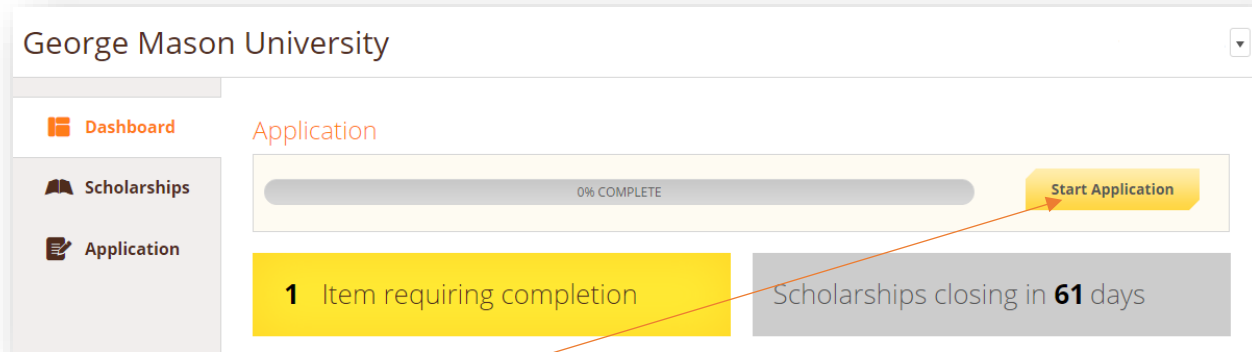 George Mason University
Dashboard
Application
Scholarships
0% COMPLETE
Start Application
Application
1 Item requiring completion
Scholarships closing in 61 days